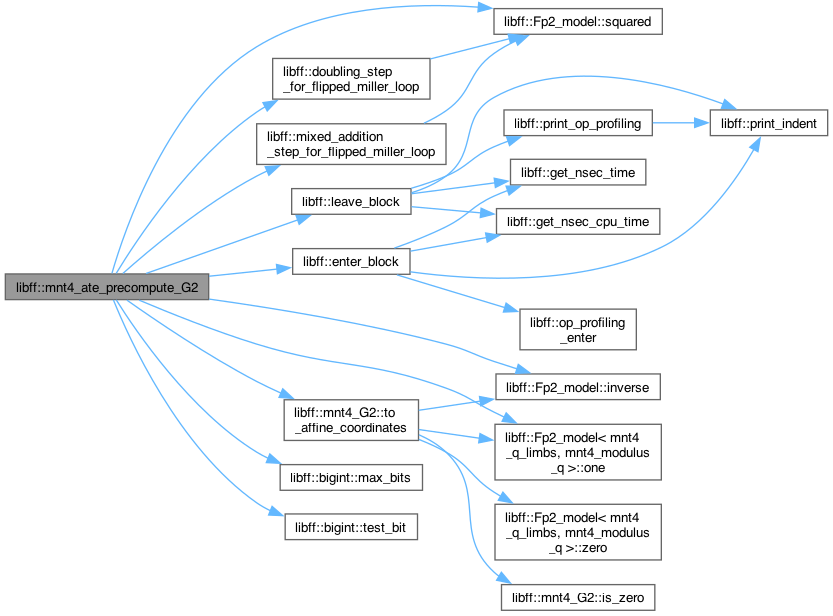 libff::mnt4_ate_precompute_G2
libff::Fp2_model::squared
libff::doubling_step
_for_flipped_miller_loop
libff::mixed_addition
_step_for_flipped_miller_loop
libff::leave_block
libff::enter_block
libff::print_op_profiling
libff::print_indent
libff::get_nsec_time
libff::get_nsec_cpu_time
libff::op_profiling
_enter
libff::Fp2_model::inverse
libff::mnt4_G2::to
_affine_coordinates
libff::Fp2_model< mnt4
_q_limbs, mnt4_modulus
_q >::one
libff::bigint::max_bits
libff::Fp2_model< mnt4
_q_limbs, mnt4_modulus
_q >::zero
libff::bigint::test_bit
libff::mnt4_G2::is_zero